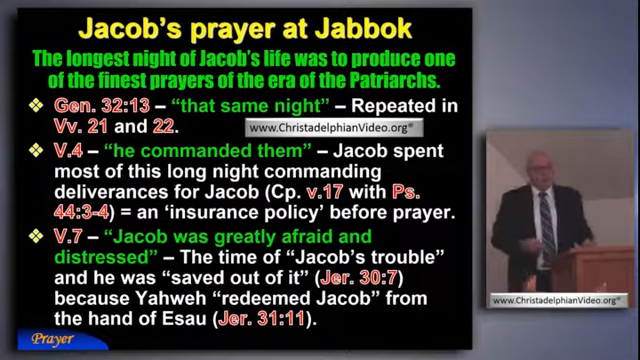 Jacob's prayer at Jabbok
The longest night of Jacob's life was to produce one
of the finest prayers of the era of the Patriarchs.
❖ Gen. 32:13 – "that same night" – Repeated in
Vv. 21 and 22.
www.ChristadelphianVideo.org®
❖ V.4 – "he commanded them" – Jacob spent
most of this long night commanding
deliverances for Jacob (Cp. v.17 with Ps.
44:3-4) = an 'insurance policy' before prayer.
❖ V.7 – "Jacob was greatly afraid and
distressed" – The time of "Jacob's trouble"
and he was "saved out of it" (Jer. 30:7)
because Yahweh "redeemed Jacob" from
the hand of Esau (Jer. 31:11).
www.ChristadelphianVideo.org®
Prayer